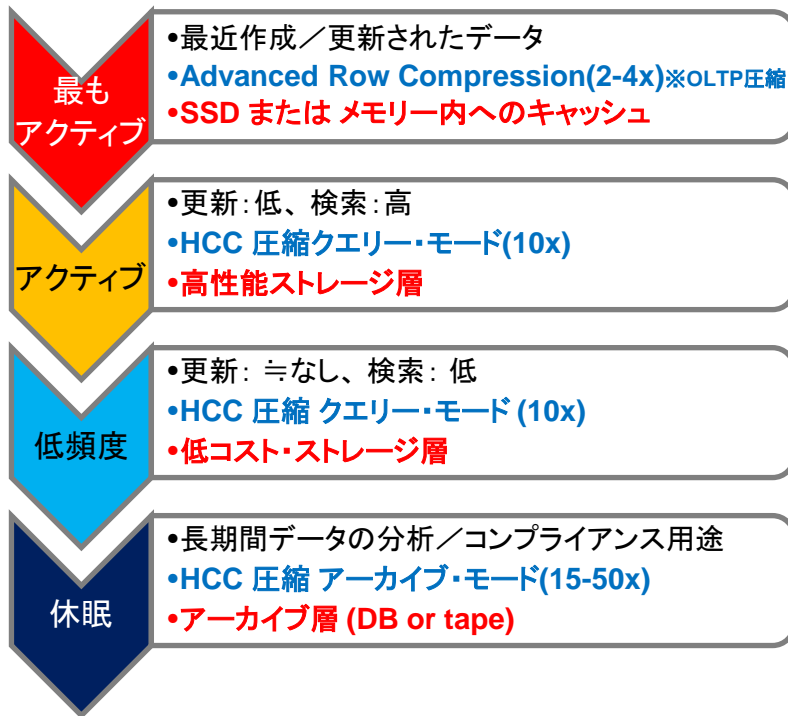 最も
アクティブ
•最近作成／更新されたデータ
•Advanced Row Compression(2-4x)※OLTP圧縮
•SSD または メモリー内へのキャッシュ
アクティブ
•更新：低、 検索：高
•HCC 圧縮クエリー・モード(10x)
•高性能ストレージ層
低頻度
•更新： ≒なし、 検索： 低
•HCC 圧縮 クエリー・モード (10x)
•低コスト・ストレージ層
休眠
•長期間データの分析／コンプライアンス用途
•HCC 圧縮 アーカイブ・モード(15-50x)
•アーカイブ層 (DB or tape)